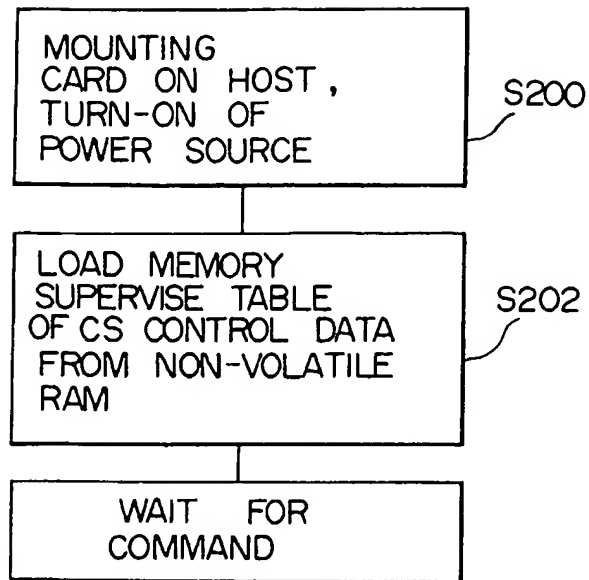 MOUNTING
CARD ON HOST,
TURN-ON OF
POWER SOURCE
S200
LOAD MEMORY
SUPERVISE TABLE
OF CS CONTROL DATA
FROM NON-VOLATILE
RAM
S202
WAIT FOR
COMMAND